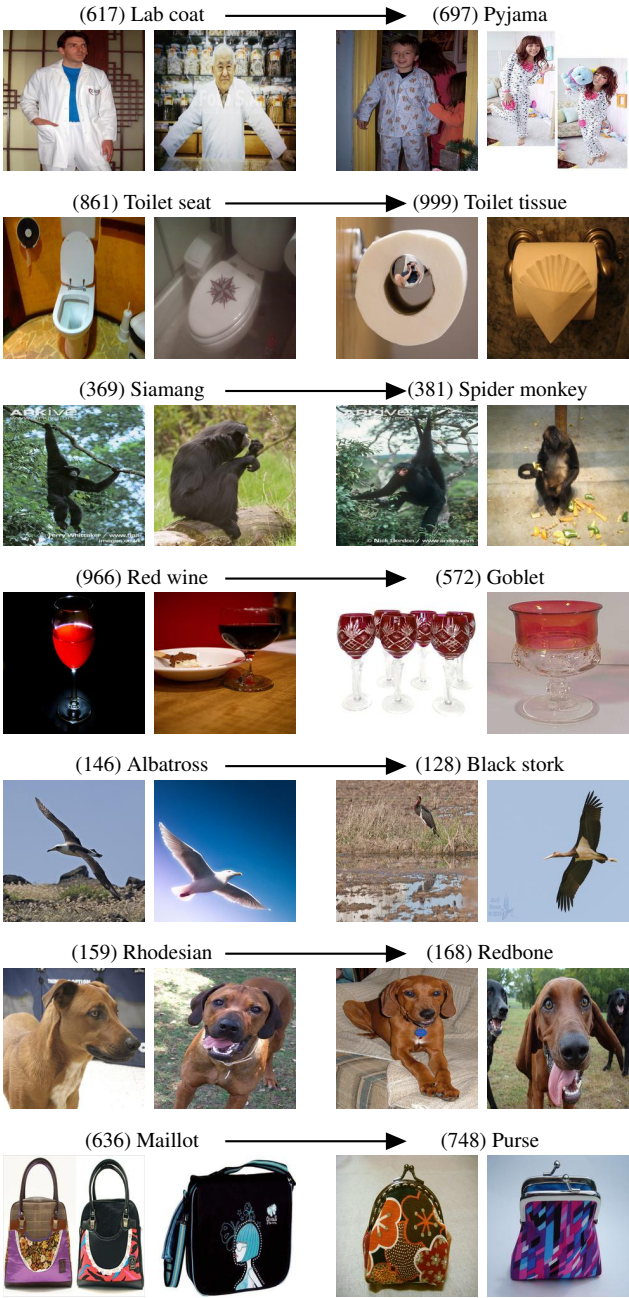 (617) Lab coat
(697) Pyjama
(861) Toilet seat
(999) Toilet tissue
(369) Siamang
(381) Spider monkey
ARKIVE
ARKIVE
(966) Red wine
(572) Goblet
(146) Albatross
(128) Black stork
(159) Rhodesian
(168) Redbone
(636) Maillot
(748) Purse